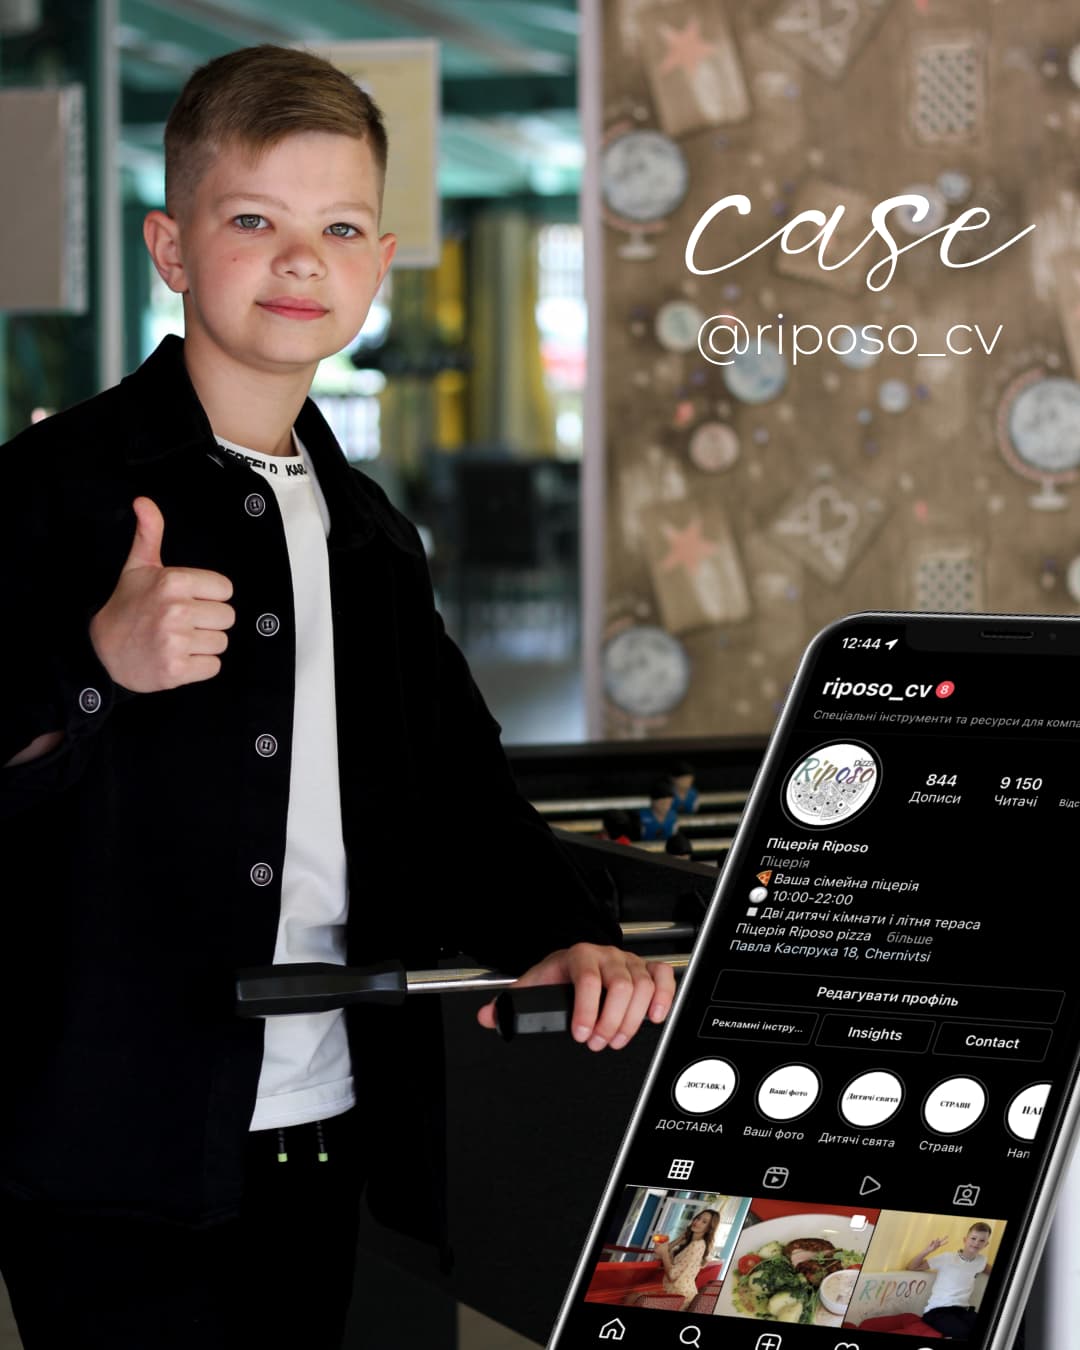 case
@riposo_cv
KARL
12:44
riposo_cv 8
Спеціальні інструменти та ресурси для компа
Riposo
pizza
844
Дописи
9 150
Читачі
Відс
Піцерія Riposo
Піцерія
Ваша сімейна піцерія
10:00-22:00
Дві дитячі кімнати і літня тераса
Піцерія Riposo pizza більше
Павла Каспрука 18, Chernivtsi
Редагувати профіль
Рекламні інстру...
Insights
Contact
ДОСТАВКА
Ваші фото
Дитячі свята
СТРАВИ
НАП
ДОСТАВКА
Ваші фото
Дитячі свята
Страви
Нап
RIPOSO